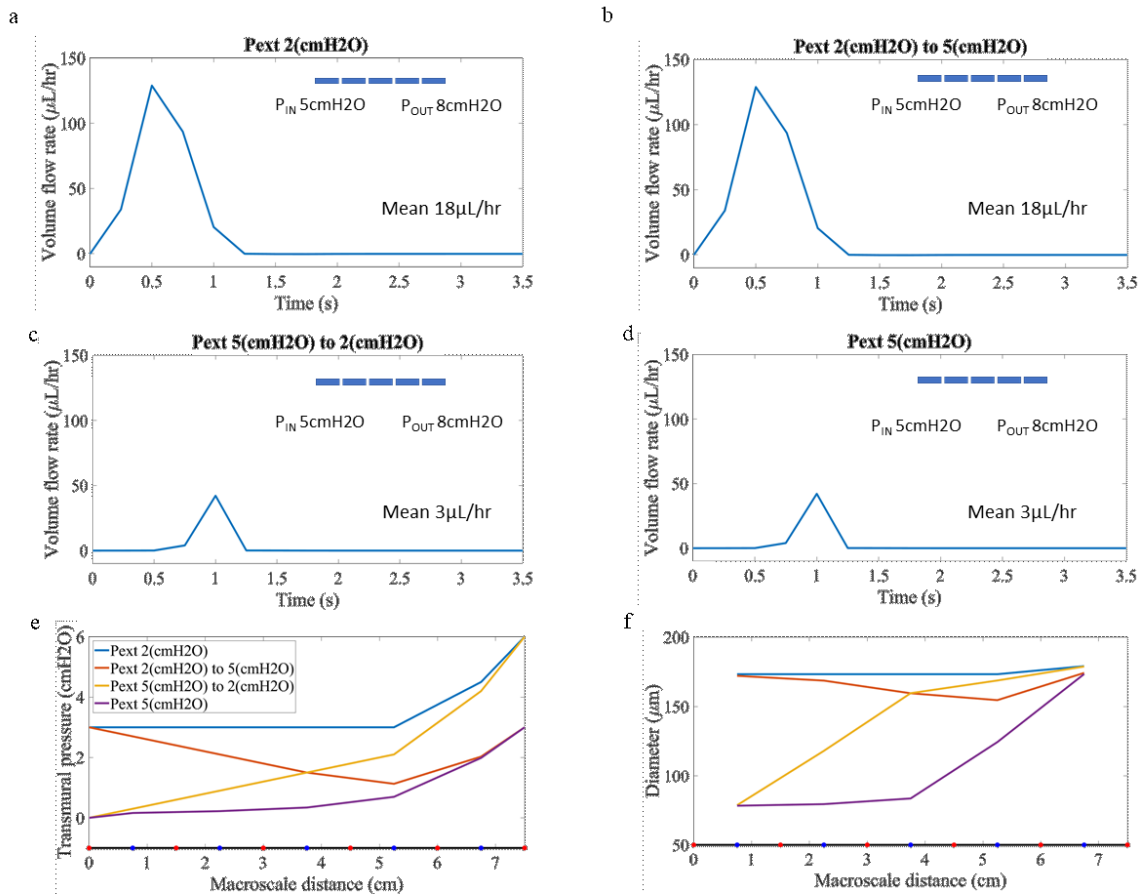 a
Pext 2(cmH2O)
Volume flow rate (μL/hr)
150
100
50
0
P_IN 5cmH2O P_OUT 8cmH2O
Mean 18μL/hr
0 0.5 1 1.5 2 2.5 3 3.5
Time (s)
b
Pext 2(cmH2O) to 5(cmH2O)
Volume flow rate (μL/hr)
150
100
50
0
P_IN 5cmH2O P_OUT 8cmH2O
Mean 18μL/hr
0 0.5 1 1.5 2 2.5 3 3.5
Time (s)
c
Pext 5(cmH2O) to 2(cmH2O)
Volume flow rate (μL/hr)
150
100
50
0
P_IN 5cmH2O P_OUT 8cmH2O
Mean 3μL/hr
0 0.5 1 1.5 2 2.5 3 3.5
Time (s)
d
Pext 5(cmH2O)
Volume flow rate (μL/hr)
150
100
50
0
P_IN 5cmH2O P_OUT 8cmH2O
Mean 3μL/hr
0 0.5 1 1.5 2 2.5 3 3.5
Time (s)
e
Transmural pressure (cmH2O)
6
4
2
0
Pext 2(cmH2O)
Pext 2(cmH2O) to 5(cmH2O)
Pext 5(cmH2O) to 2(cmH2O)
Pext 5(cmH2O)
0 1 2 3 4 5 6 7
Macroscale distance (cm)
f
Diameter (μm)
200
150
100
50
0 1 2 3 4 5 6 7
Macroscale distance (cm)